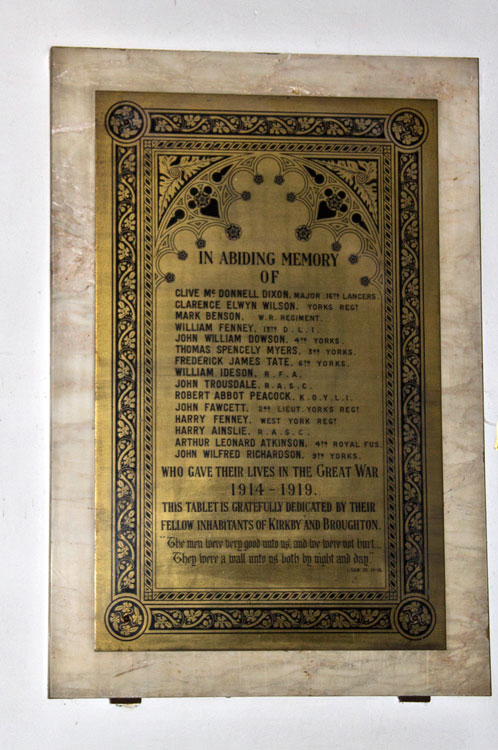 IN ABIDING MEMORY
OF
CLIVE Mc DONNELL DIXON, MAJOR 16TH LANCERS.
CLARENCE ELWYN WILSON, YORKS REGT
MARK BENSON, W.R. REGIMENT.
WILLIAM FENNEY, 15TH D.L.I.
JOHN WILLIAM DOWSON, 4TH YORKS.
THOMAS SPENCELY MYERS, 3RD YORKS.
FREDERICK JAMES TATE, 6TH YORKS.
WILLIAM IDESON, R.F.A.
JOHN TROUSDALE, R.A.S.C.
ROBERT ABBOT PEACOCK, K.O.Y.L.I.
JOHN FAWCETT, 2ND LIEUT. YORKS REGT
HARRY FENNEY, WEST YORK REGT
HARRY AINSLIE, R.A.S.C.
ARTHUR LEONARD ATKINSON, 4TH ROYAL FUS.
JOHN WILFRED RICHARDSON, 9TH YORKS.
WHO GAVE THEIR LIVES IN THE GREAT WAR
1914-1919.
THIS TABLET IS GRATEFULLY DEDICATED BY THEIR
FELLOW INHABITANTS OF KIRKBY AND BROUGHTON.
"The men were very good unto us, and we were not hurt...
They were a wall unto us both by night and day."